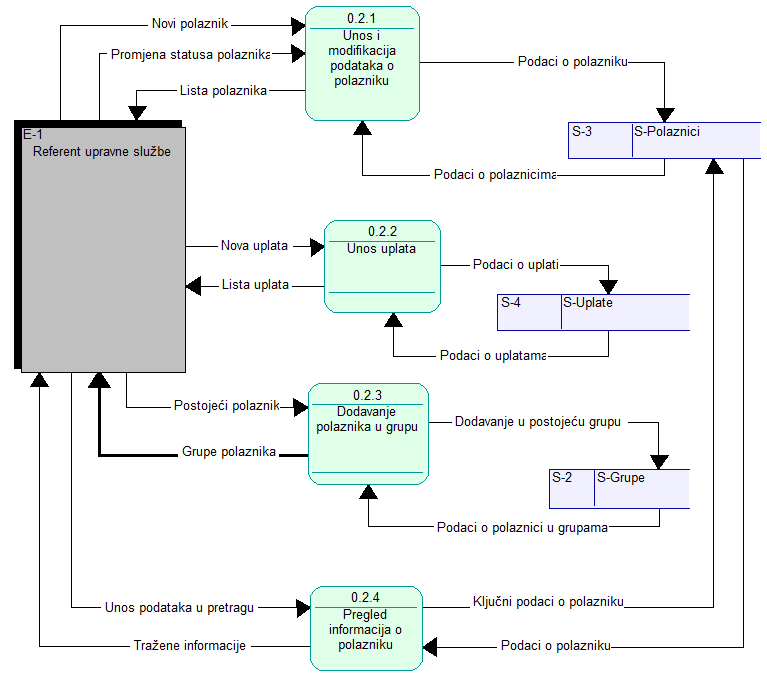 Novi polaznik
Promjena statusa polaznika
Lista polaznika
0.2.1
Unos i
modifikacija
podataka o
polazniku
Podaci o polazniku
E-1
Referent upravne službe
S-3
S-Polaznici
Podaci o polaznicima
0.2.2
Unos uplata
Nova uplata
Lista uplata
Podaci o uplati
S-4
S-Uplate
Podaci o uplatama
0.2.3
Dodavanje
polaznika u grupu
Postojeći polaznik
Grupe polaznika
Dodavanje u postojeću grupu
S-2
S-Grupe
Podaci o polaznici u grupama
0.2.4
Pregled
informacija o
polazniku
Unos podataka u pretragu
Tražene informacije
Ključni podaci o polazniku
Podaci o polazniku